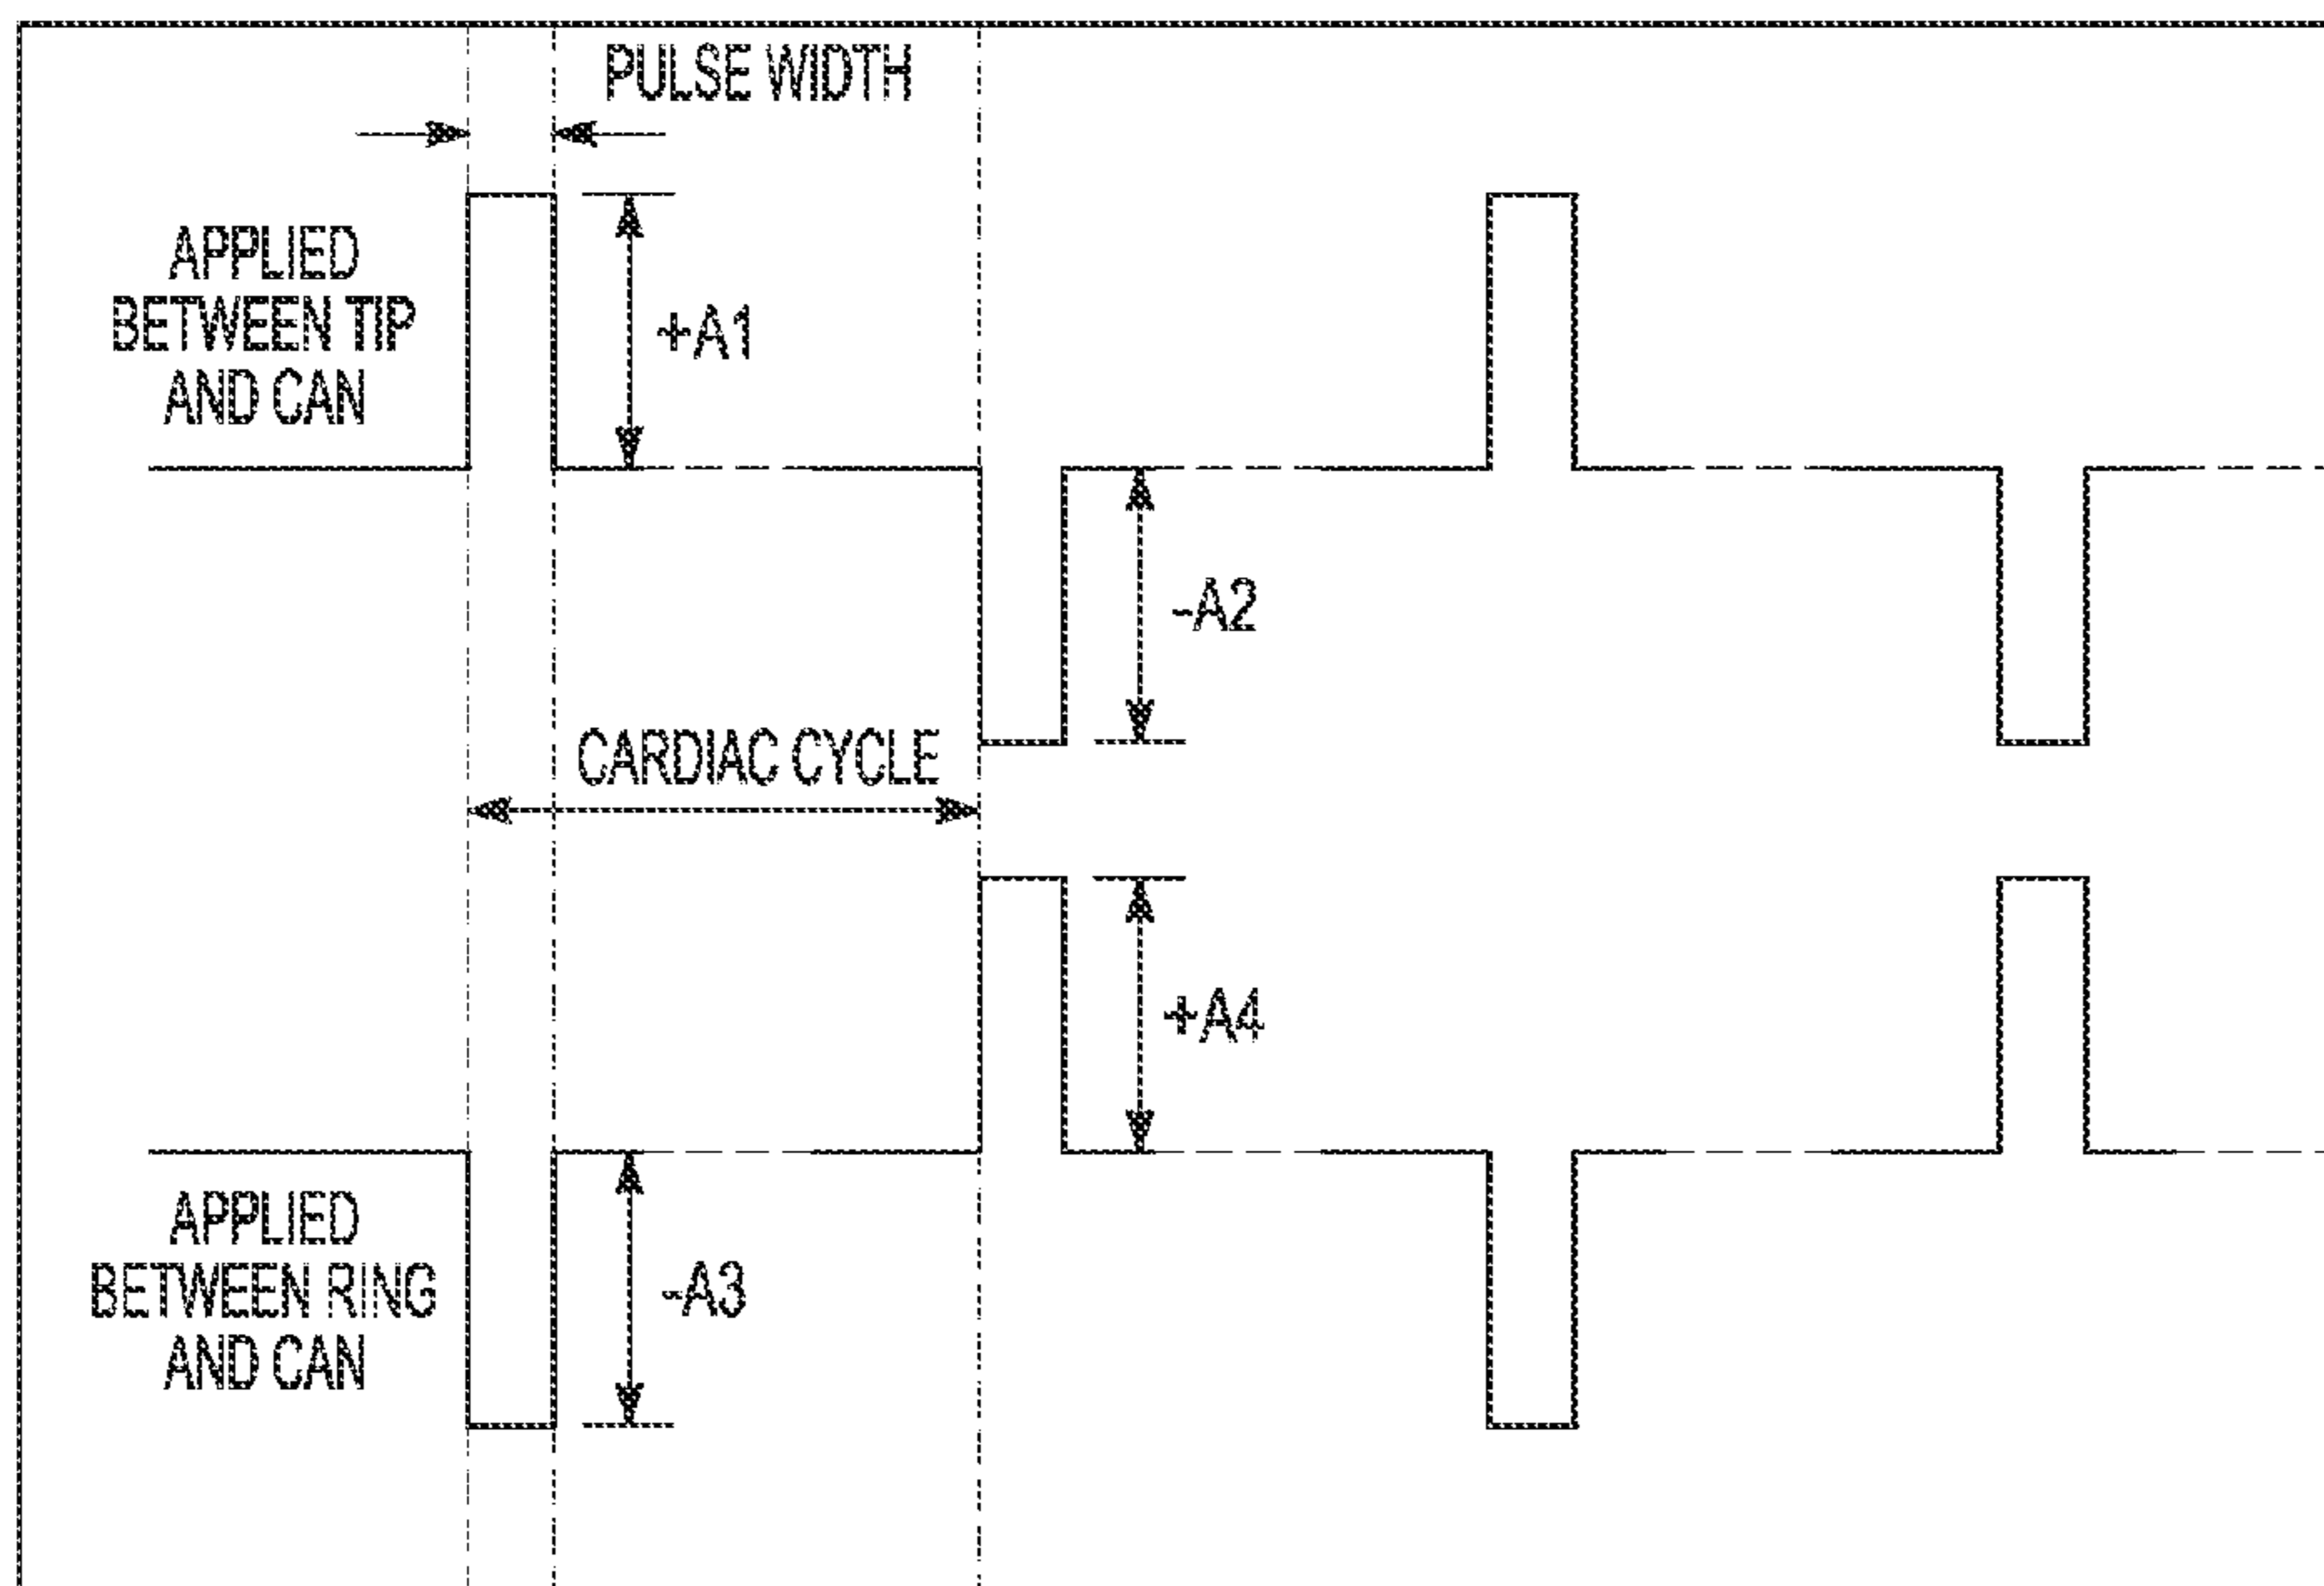 PULSE WIDTH
APPLIED
BETWEEN TIP
AND CAN
+A1
-A2
CARDIAC CYCLE
+A4
APPLIED
BETWEEN RING
AND CAN
-A3